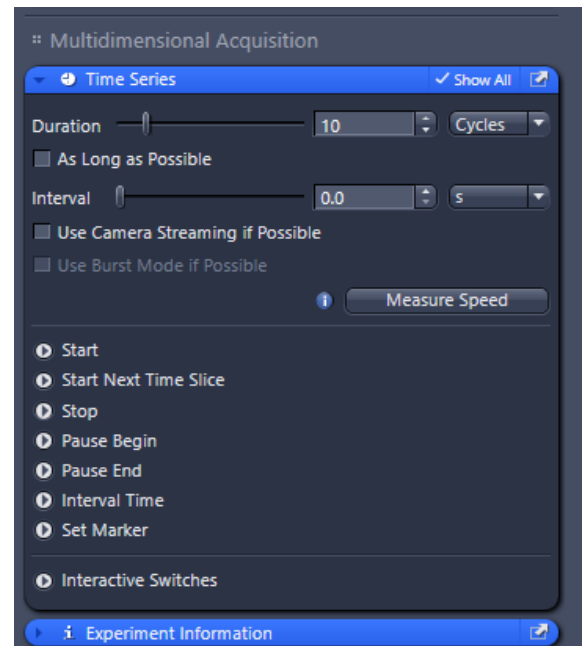 Multidimensional Acquisition
Time Series Show All
Duration 10 Cycles
As Long as Possible
Interval 0.0 s
Use Camera Streaming if Possible
Use Burst Mode if Possible
Measure Speed
Start
Start Next Time Slice
Stop
Pause Begin
Pause End
Interval Time
Set Marker
Interactive Switches
Experiment Information